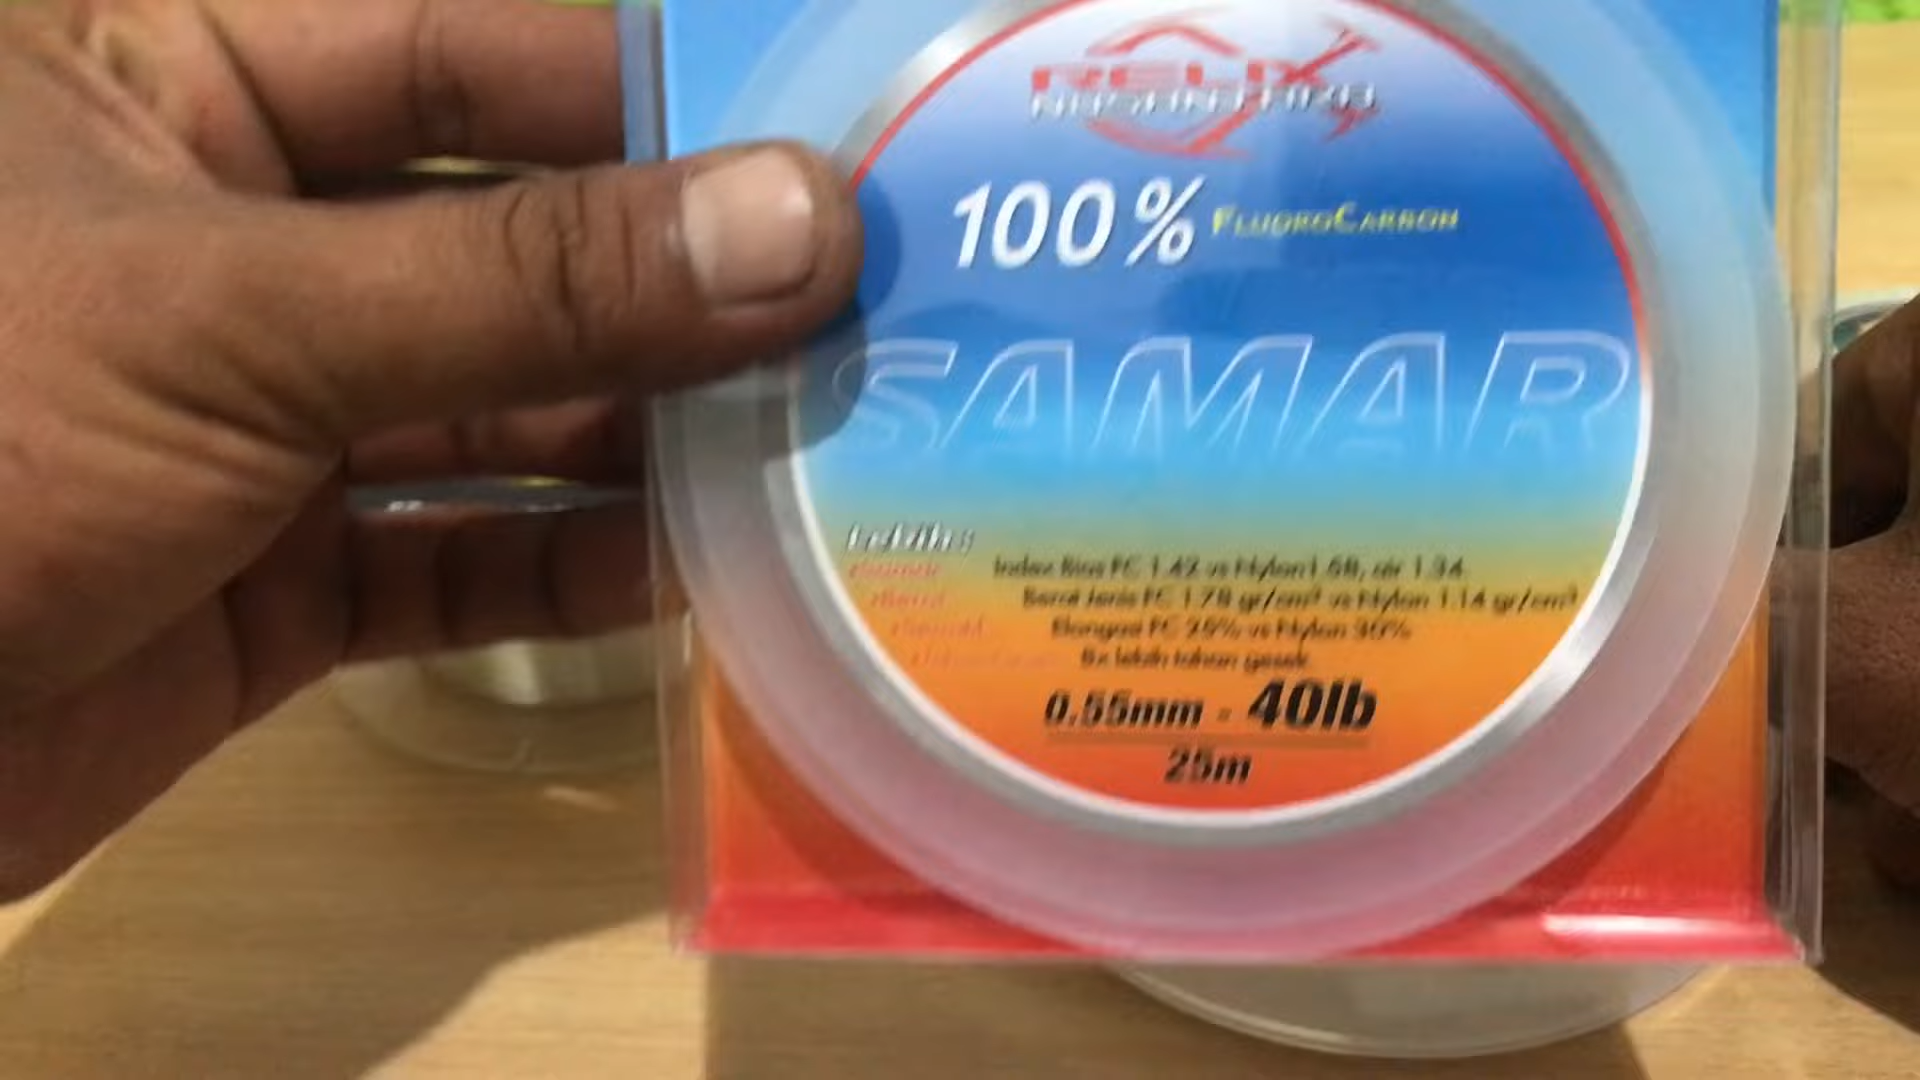 RELIX
NUSANTARA
100% FLUOROCARBON
SAMAR
Lebih :
Index Bias FC 1.42 vs Nylon 1.58, air 1.34
Berat Jenis FC 1.78 gr/cm³ vs Nylon 1.14 gr/cm³
Elongasi FC 25% vs Nylon 30%
lebih tahan gesek
0.55mm - 40lb
25m